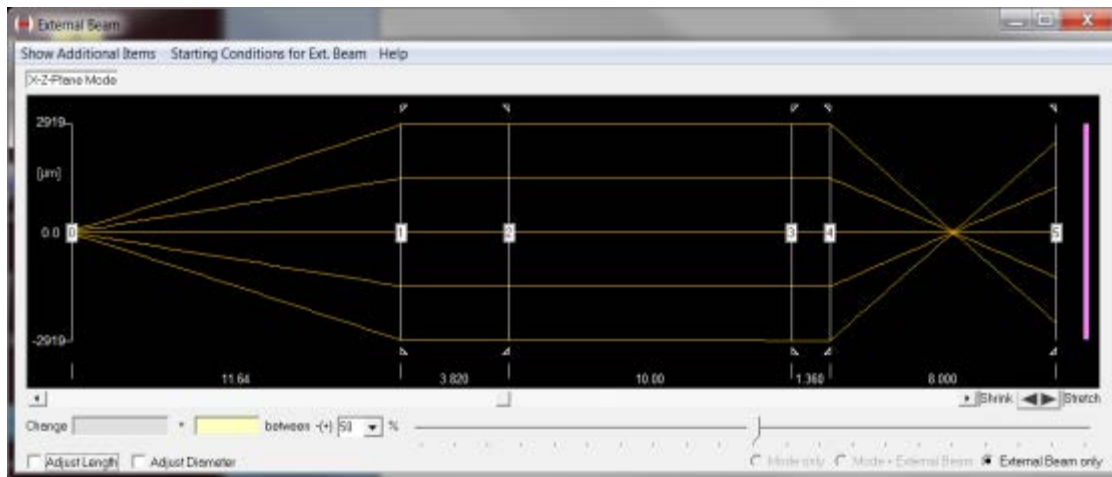 External Beam
Show Additional Items Starting Conditions for Ext. Beam Help
X-Z-Plane Mode
2919
[µm]
0.0 0 1 2 3 4 5
-2919
11.64 3.820 10.00 1.360 8.000
Shrink Stretch
Change * between -(+) 50 %
Adjust Length Adjust Diameter Mode only Mode + External Beam External Beam only